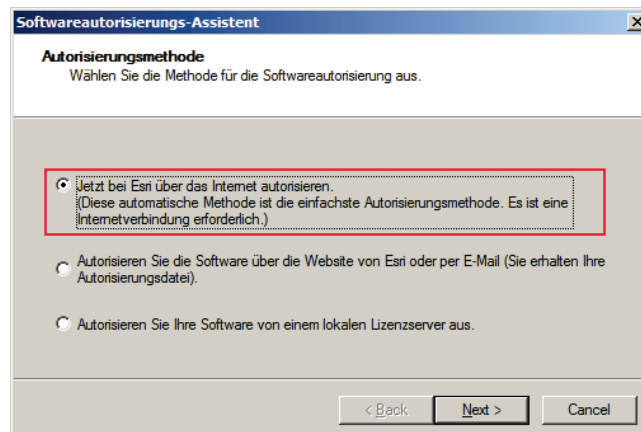 Softwareautorisierungs-Assistent
Autorisierungsmethode
Wählen Sie die Methode für die Softwareautorisierung aus.
Jetzt bei Esri über das Internet autorisieren.
(Diese automatische Methode ist die einfachste Autorisierungsmethode. Es ist eine
Internetverbindung erforderlich.)
Autorisieren Sie die Software über die Website von Esri oder per E-Mail (Sie erhalten Ihre
Autorisierungsdatei).
Autorisieren Sie Ihre Software von einem lokalen Lizenzserver aus.
< Back Next > Cancel